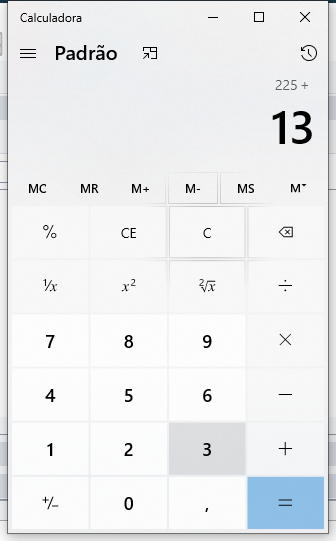 Calculadora
Padrão
225 +
13
MC MR M+ M- MS M˅
% CE C
¹/x x² ²√x ÷
7 8 9 ×
4 5 6 −
1 2 3 +
+/− 0 , =